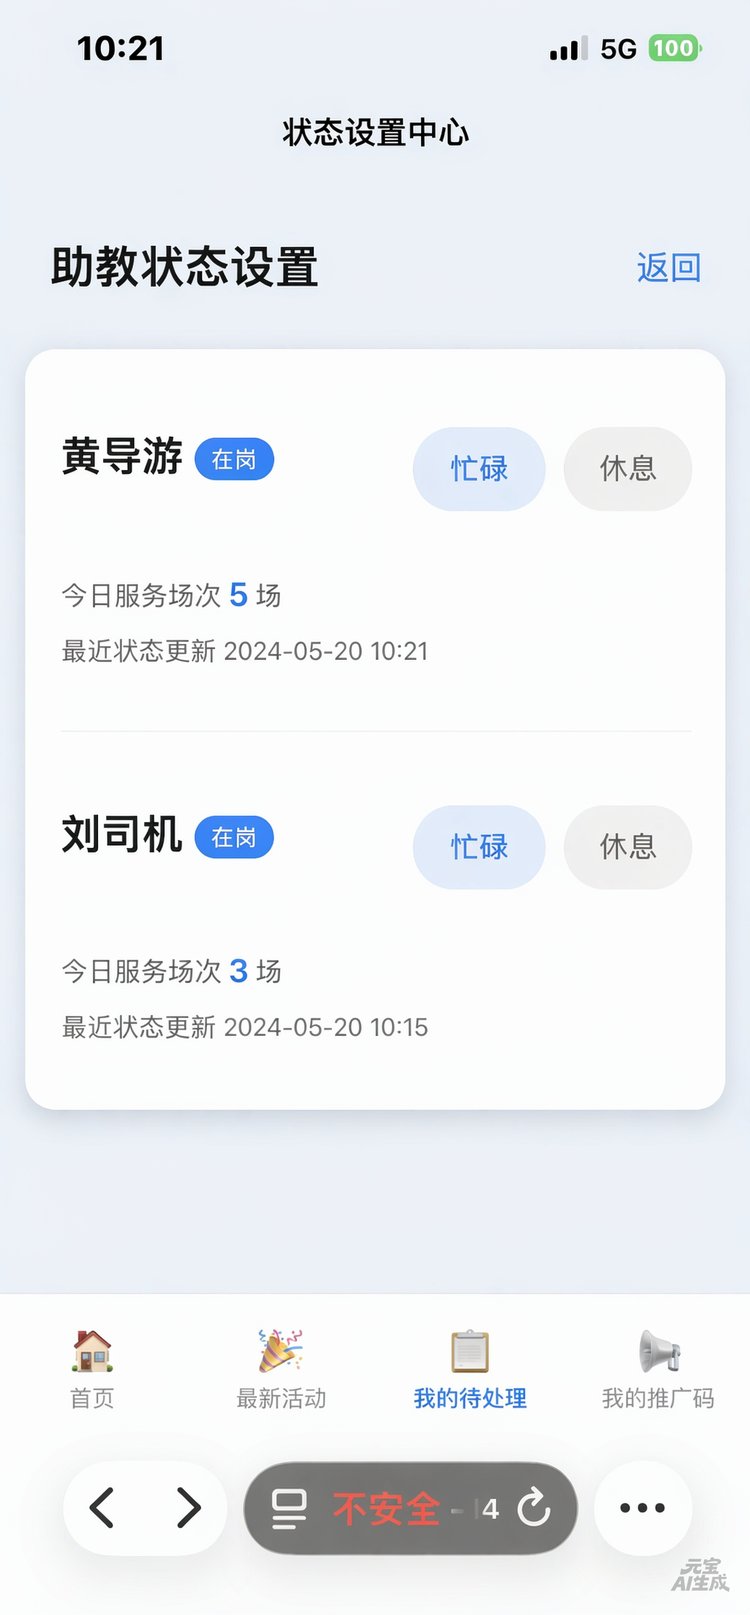 10:21 5G 100
状态设置中心
助教状态设置 返回
黄导游 在岗 忙碌 休息
今日服务场次 5 场
最近状态更新 2024-05-20 10:21
刘司机 在岗 忙碌 休息
今日服务场次 3 场
最近状态更新 2024-05-20 10:15
首页 最新活动 我的待处理 我的推广码
不安全 - 4
元宝
AI生成